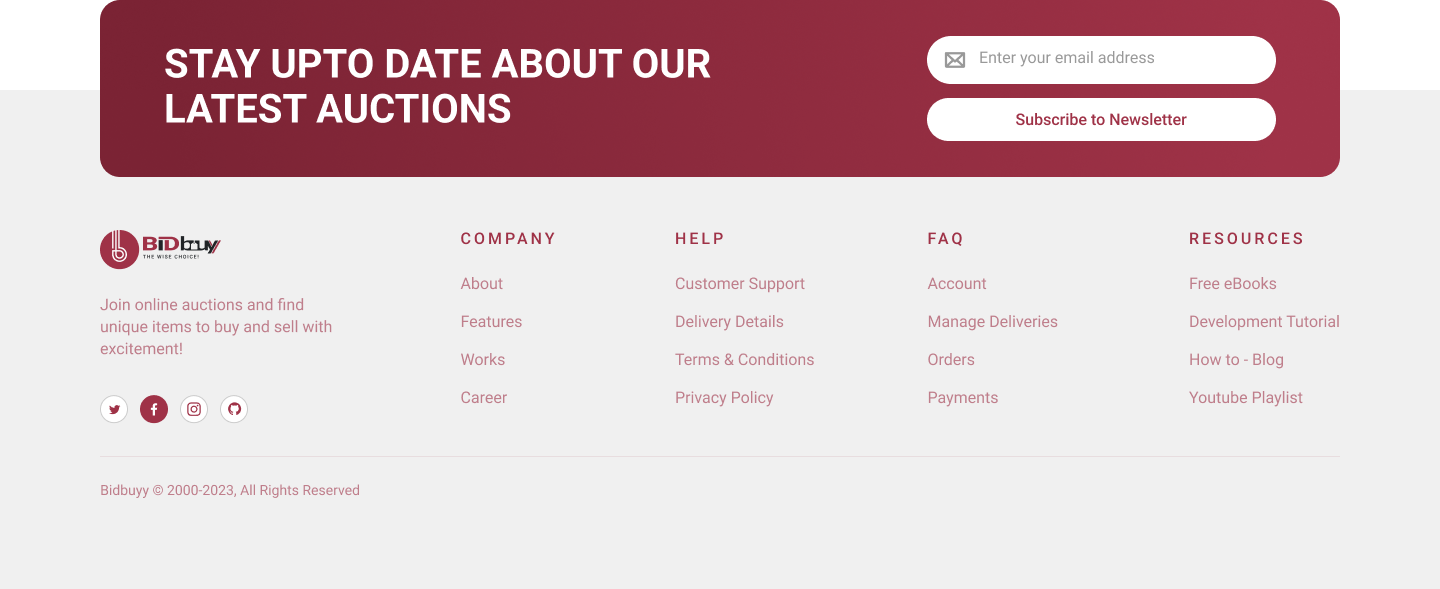 STAY UPTO DATE ABOUT OUR
LATEST AUCTIONS
Enter your email address
Subscribe to Newsletter
BiDbuy
THE WISE CHOICE!
Join online auctions and find
unique items to buy and sell with
excitement!
COMPANY
About
Features
Works
Career
HELP
Customer Support
Delivery Details
Terms & Conditions
Privacy Policy
FAQ
Account
Manage Deliveries
Orders
Payments
RESOURCES
Free eBooks
Development Tutorial
How to - Blog
Youtube Playlist
Bidbuyy © 2000-2023, All Rights Reserved